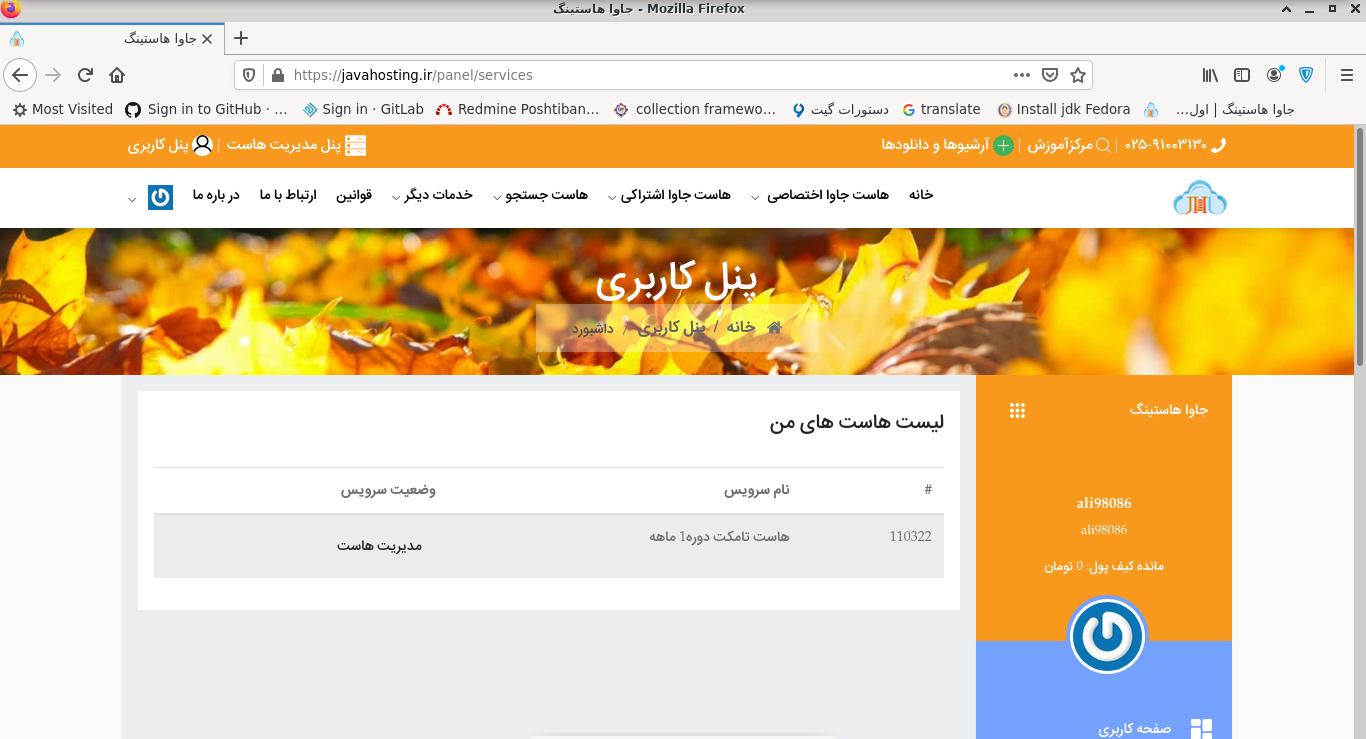 جاوا هاستینگ - Mozilla Firefox
جاوا هاستینگ
https://javahosting.ir/panel/services
Most Visited
Sign in to GitHub · ...
Sign in · GitLab
Redmine Poshtiban...
collection framewo...
دستورات گیت
translate
Install jdk Fedora
جاوا هاستینگ | اول...
۰۲۵-۹۱۰۰۳۱۳۰ | مرکزآموزش | آرشیوها و دانلودها
پنل مدیریت هاست | پنل کاربری
خانه
هاست جاوا اختصاصی
هاست جاوا اشتراکی
هاست جستجو
خدمات دیگر
قوانین
ارتباط با ما
در باره ما
پنل کاربری
خانه / پنل کاربری / داشبورد
جاوا هاستینگ
ali98086
ali98086
مانده کیف پول: 0 تومان
صفحه کاربری
لیست هاست های من
# نام سرویس وضعیت سرویس
110322 هاست تامکت دوره1 ماهه مدیریت هاست